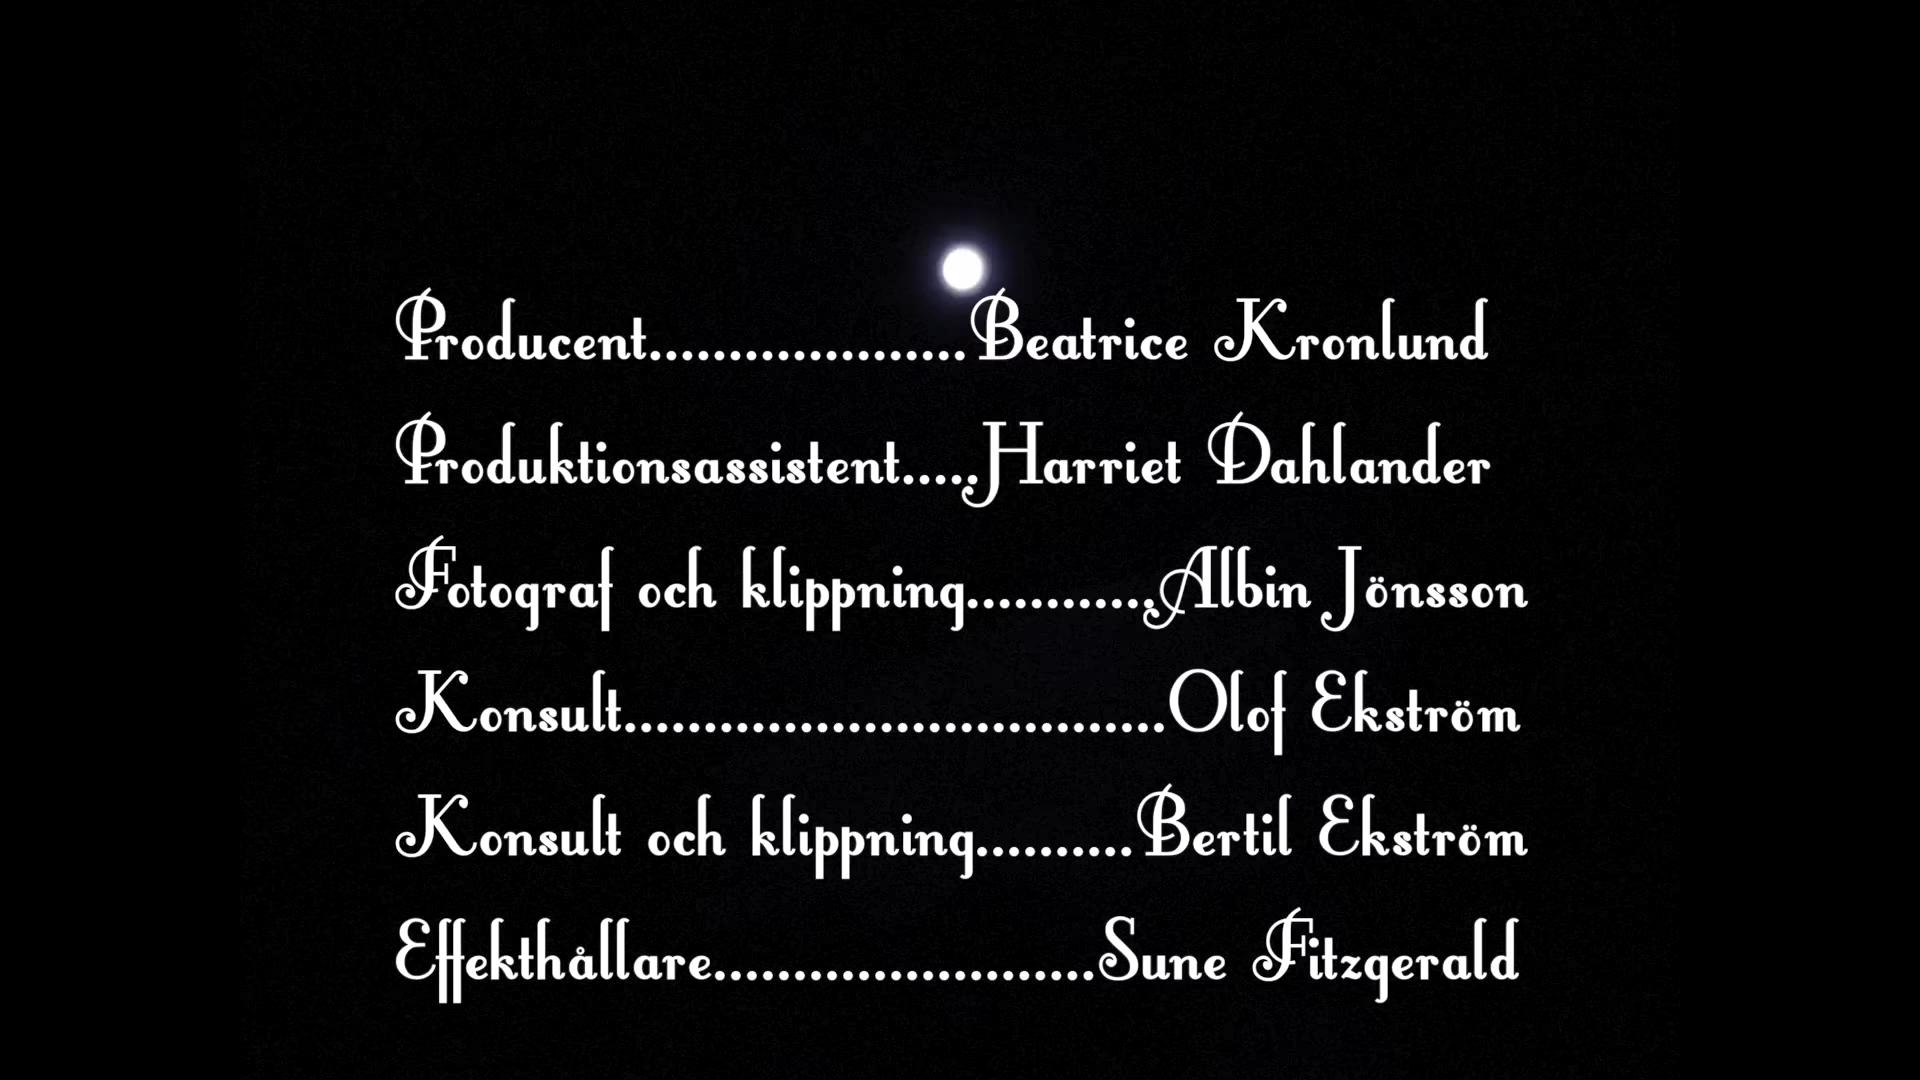 Producent....................Beatrice Kronlund
Produktionsassistent.....Harriet Dahlander
Fotograf och klippning............Albin Jönsson
Konsult..................................Olof Ekström
Konsult och klippning..........Bertil Ekström
Effekthållare........................Sune Fitzgerald